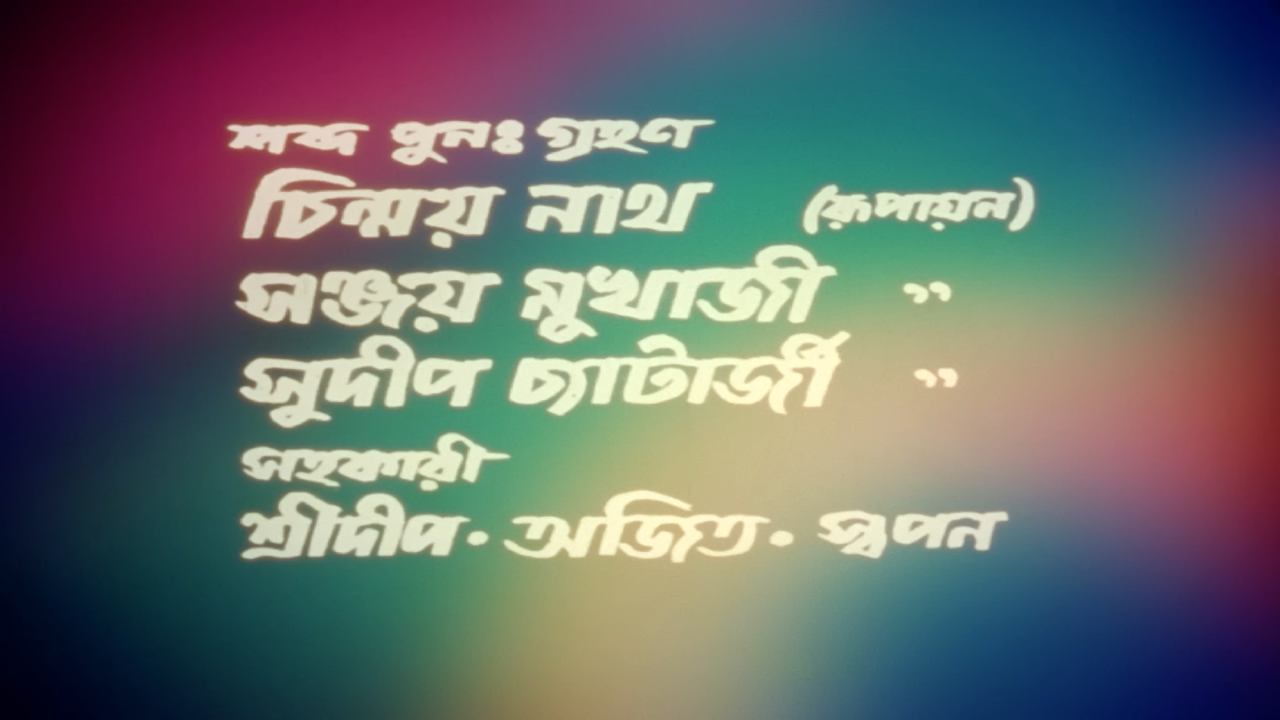 শব্দ পুনঃ গ্রহণ
চিন্ময় নাথ (রূপায়ন)
সঞ্জয় মুখার্জী ”
সুদীপ চ্যাটার্জী ”
সহকারী
শ্রীদীপ · অজিত · স্বপন